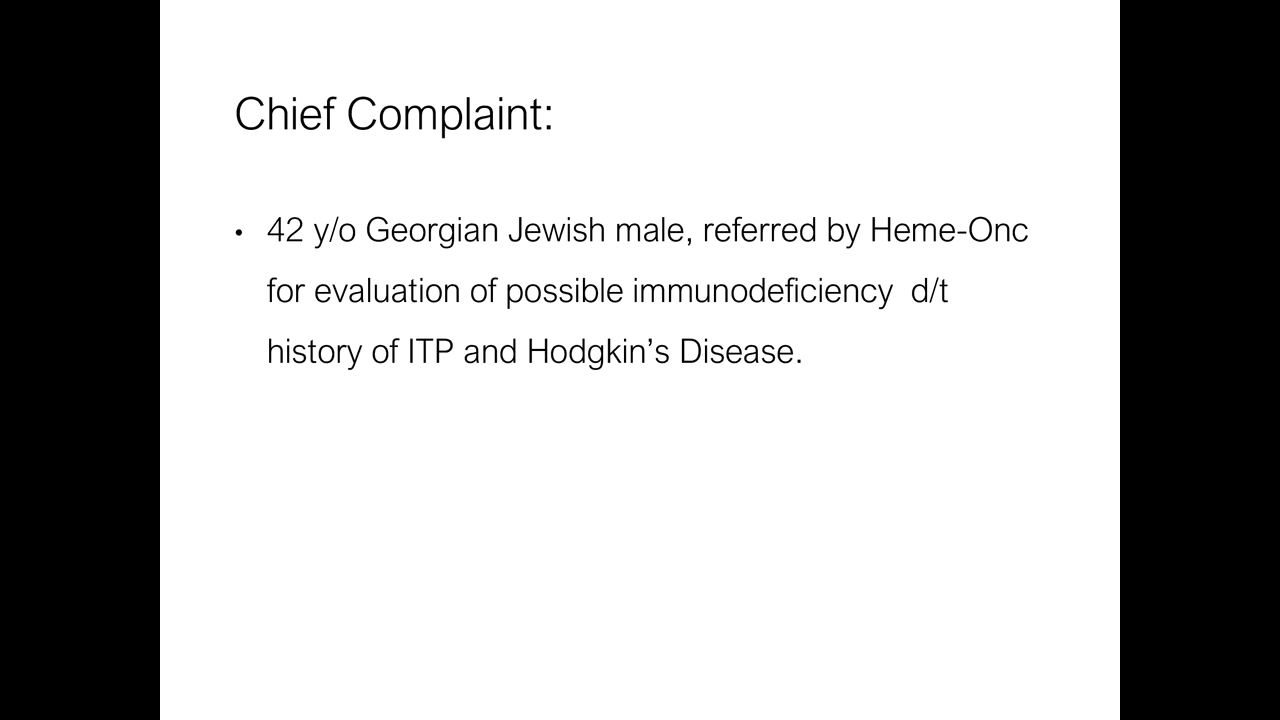 Chief Complaint:
• 42 y/o Georgian Jewish male, referred by Heme-Onc
for evaluation of possible immunodeficiency  d/t
history of ITP and Hodgkin’s Disease.